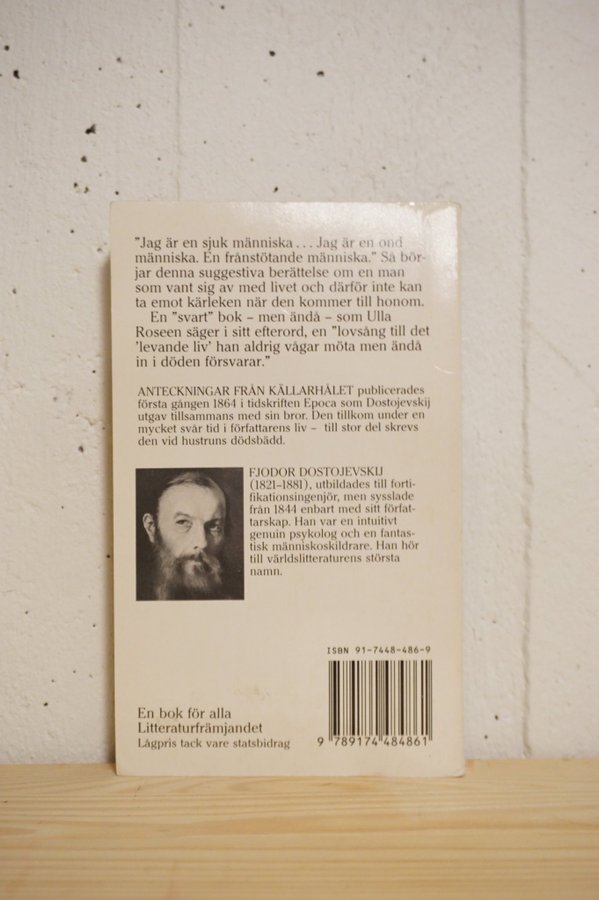 "Jag är en sjuk människa . . . Jag är en ond
människa. En frånstötande människa." Så bör-
jar denna suggestiva berättelse om en man
som vant sig av med livet och därför inte kan
ta emot kärleken när den kommer till honom.
En "svart" bok – men ändå – som Ulla
Roseen säger i sitt efterord, en "lovsång till det
'levande liv' han aldrig vågar möta men ändå
in i döden försvarar."
ANTECKNINGAR FRÅN KÄLLARHÅLET publicerades
första gången 1864 i tidskriften Epoca som Dostojevskij
utgav tillsammans med sin bror. Den tillkom under en
mycket svår tid i författarens liv – till stor del skrevs
den vid hustruns dödsbädd.
FJODOR DOSTOJEVSKIJ
(1821–1881), utbildades till forti-
fikationsingenjör, men sysslade
från 1844 enbart med sitt förfat-
tarskap. Han var en intuitivt
genuin psykolog och en fantas-
tisk människoskildrare. Han hör
till världslitteraturens största
namn.
ISBN 91-7448-486-9
9 789174 484861
En bok för alla
Litteraturfrämjandet
Lågpris tack vare statsbidrag